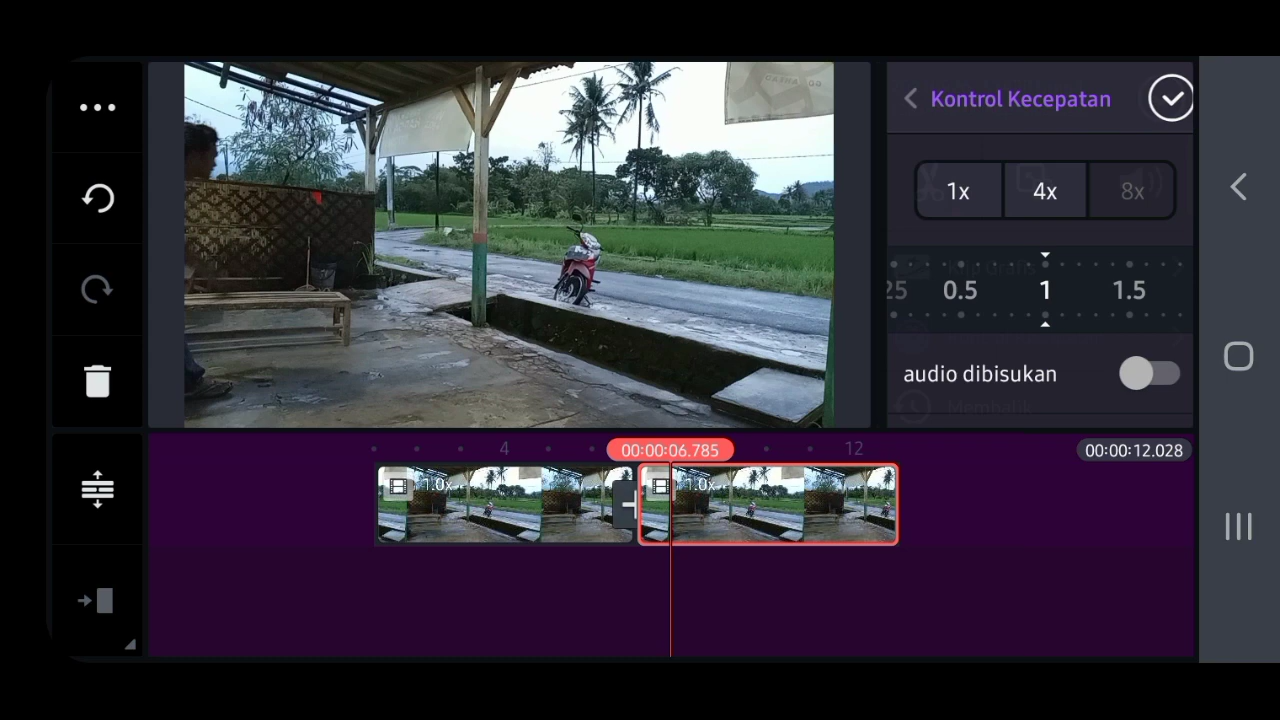 Kontrol Kecepatan
1x 4x 8x
25 0.5 1 1.5
audio dibisukan
Membalik
4 00:00:06.785 12 00:00:12.028
1.0x 1.0x